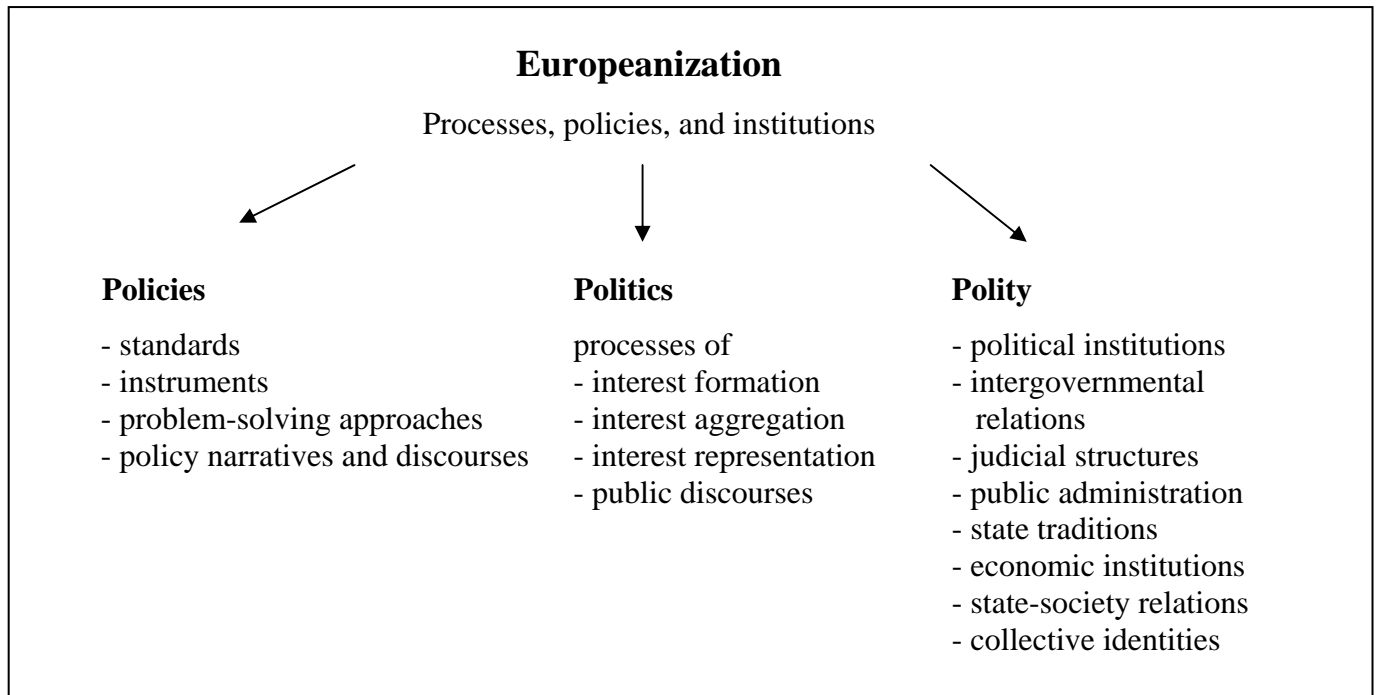 Europeanization
Processes, policies, and institutions
Policies
- standards
- instruments
- problem-solving approaches
- policy narratives and discourses
Politics
processes of
- interest formation
- interest aggregation
- interest representation
- public discourses
Polity
- political institutions
- intergovernmental
relations
- judicial structures
- public administration
- state traditions
- economic institutions
- state-society relations
- collective identities